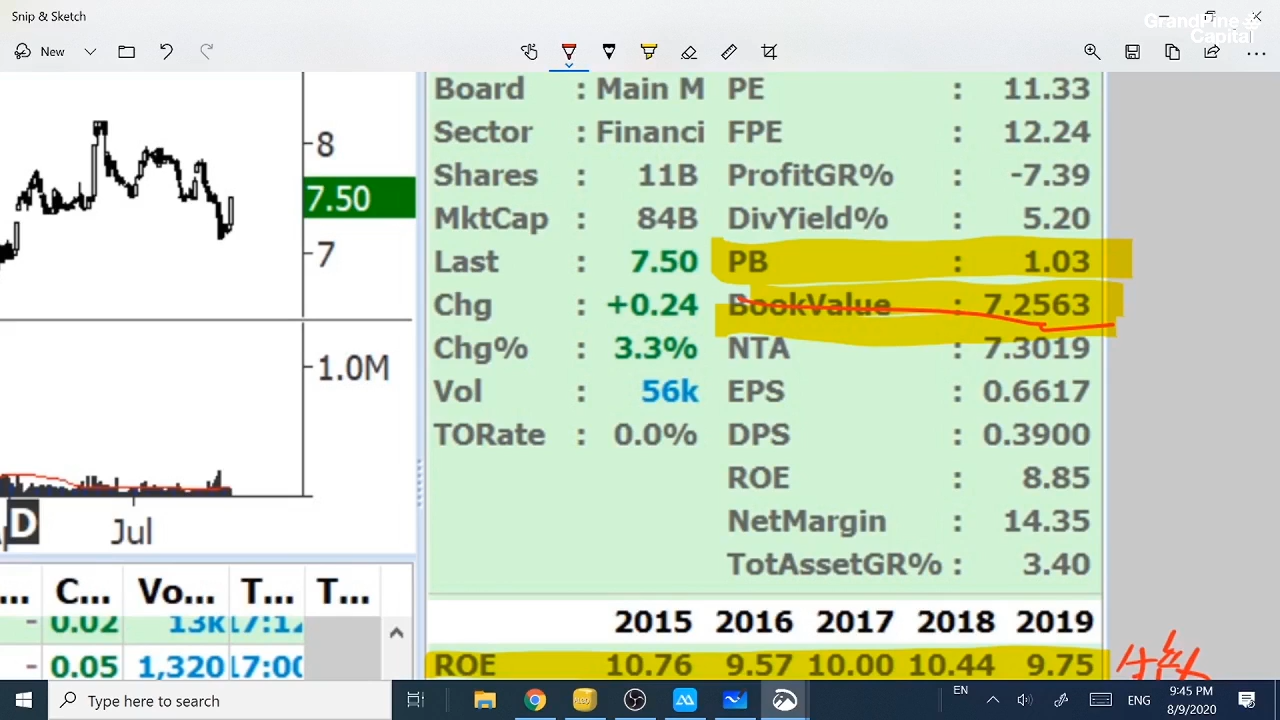 Snip & Sketch
GrandPine Capital
New
8
7.50
7
1.0M
D
Jul
Board : Main M PE : 11.33
Sector : Financi FPE : 12.24
Shares : 11B ProfitGR% : -7.39
MktCap : 84B DivYield% : 5.20
Last : 7.50 PB : 1.03
Chg : +0.24 BookValue : 7.2563
Chg% : 3.3% NTA : 7.3019
Vol : 56k EPS : 0.6617
TORate : 0.0% DPS : 0.3900
ROE : 8.85
NetMargin : 14.35
TotAssetGR% : 3.40
... C... Vo... T... T...
- 0.02 13k 17:12
- 0.05 1,320 17:00
2015 2016 2017 2018 2019
ROE 10.76 9.57 10.00 10.44 9.75
Type here to search
EN
ENG
9:45 PM
8/9/2020